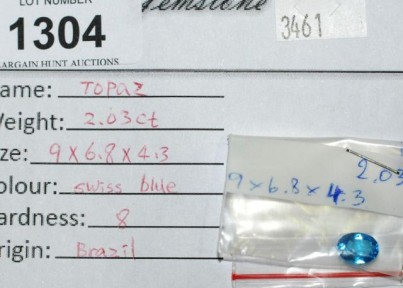 LOT NUMBER
1304
BARGAIN HUNT AUCTIONS
Gemstone
3461
ame: Topaz
Weight: 2.03ct
ze: 9x6.8x4.3
olour: swiss blue
ardness: 8
rigin: Brazil
2.03
9x6.8x4.3